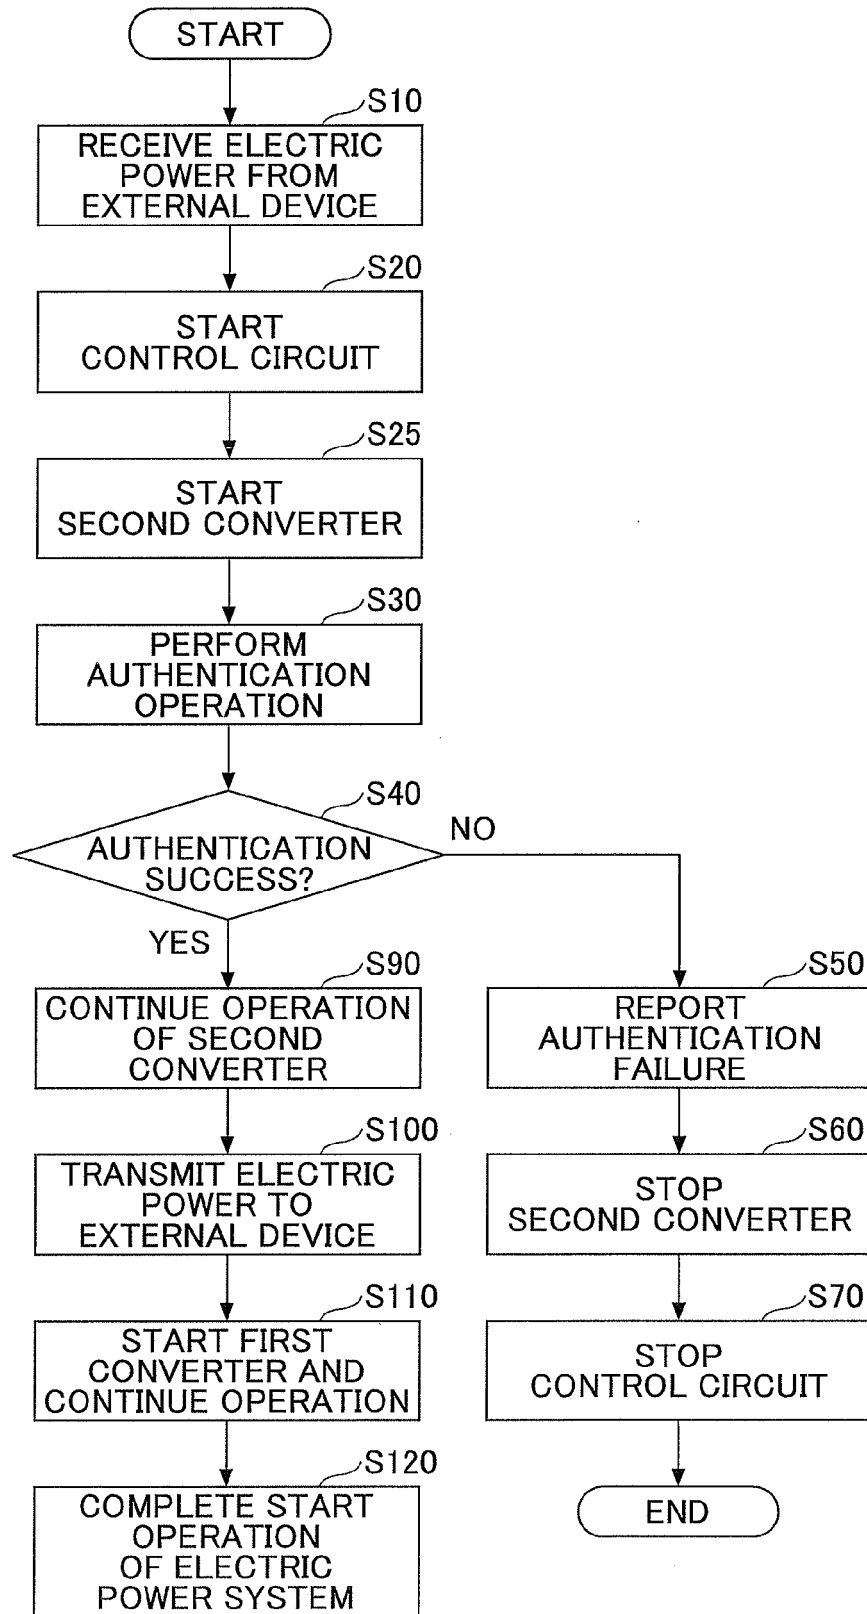 START
S10
RECEIVE ELECTRIC
POWER FROM
EXTERNAL DEVICE
S20
START
CONTROL CIRCUIT
S25
START
SECOND CONVERTER
S30
PERFORM
AUTHENTICATION
OPERATION
S40
AUTHENTICATION
SUCCESS?
NO
YES
S90
CONTINUE OPERATION
OF SECOND
CONVERTER
S100
TRANSMIT ELECTRIC
POWER TO
EXTERNAL DEVICE
S110
START FIRST
CONVERTER AND
CONTINUE OPERATION
S120
COMPLETE START
OPERATION
OF ELECTRIC
POWER SYSTEM
S50
REPORT
AUTHENTICATION
FAILURE
S60
STOP
SECOND CONVERTER
S70
STOP
CONTROL CIRCUIT
END